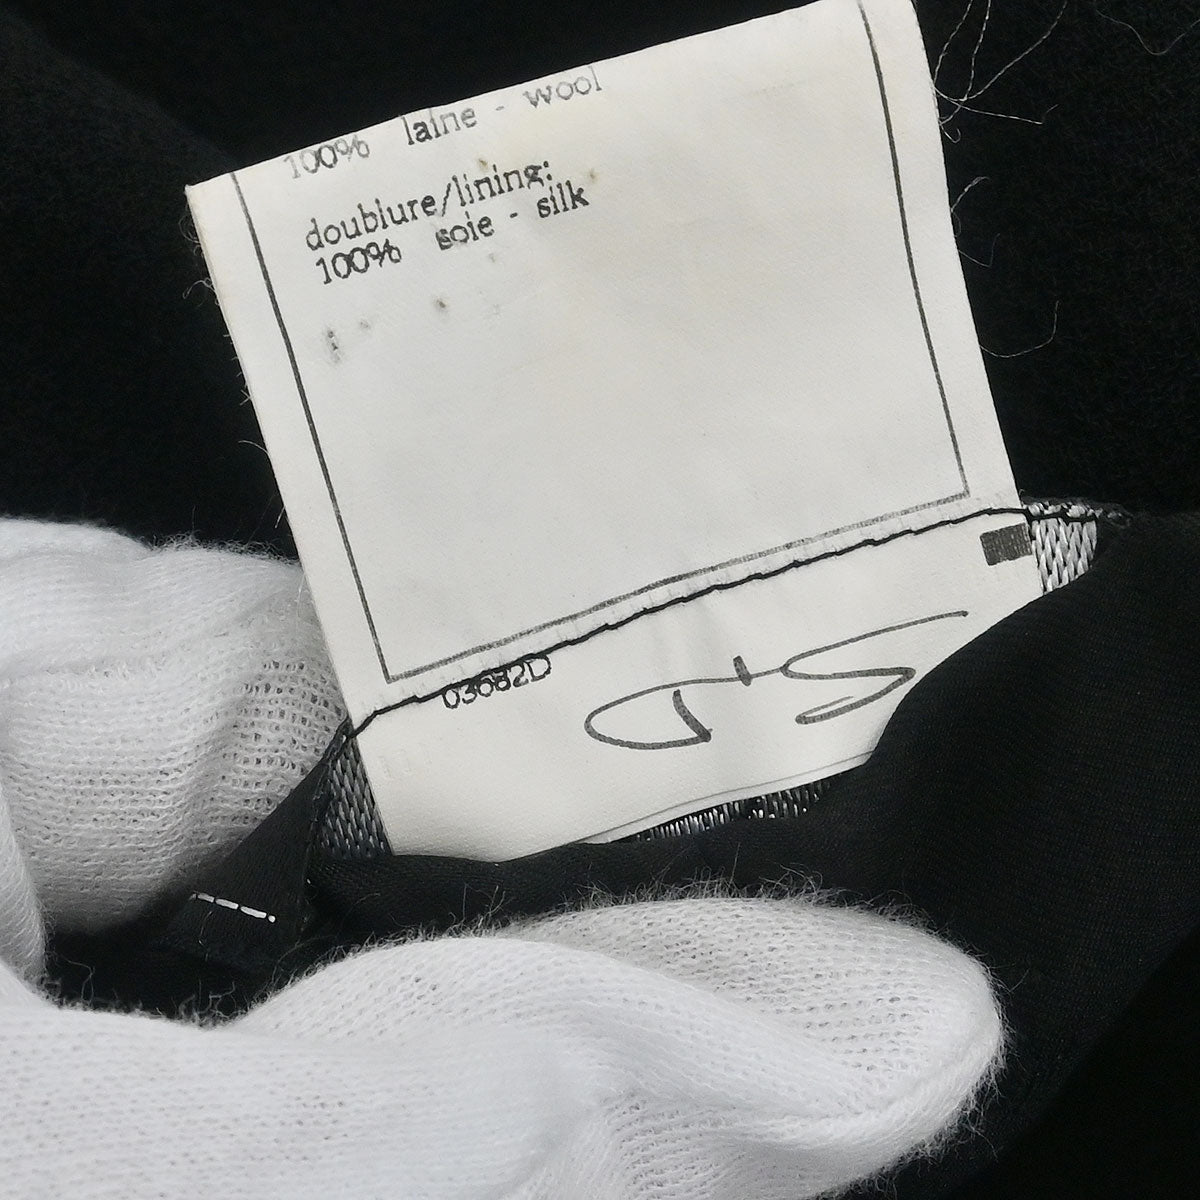 100% laine - wool
doublure/lining:
100% soie - silk
03682D